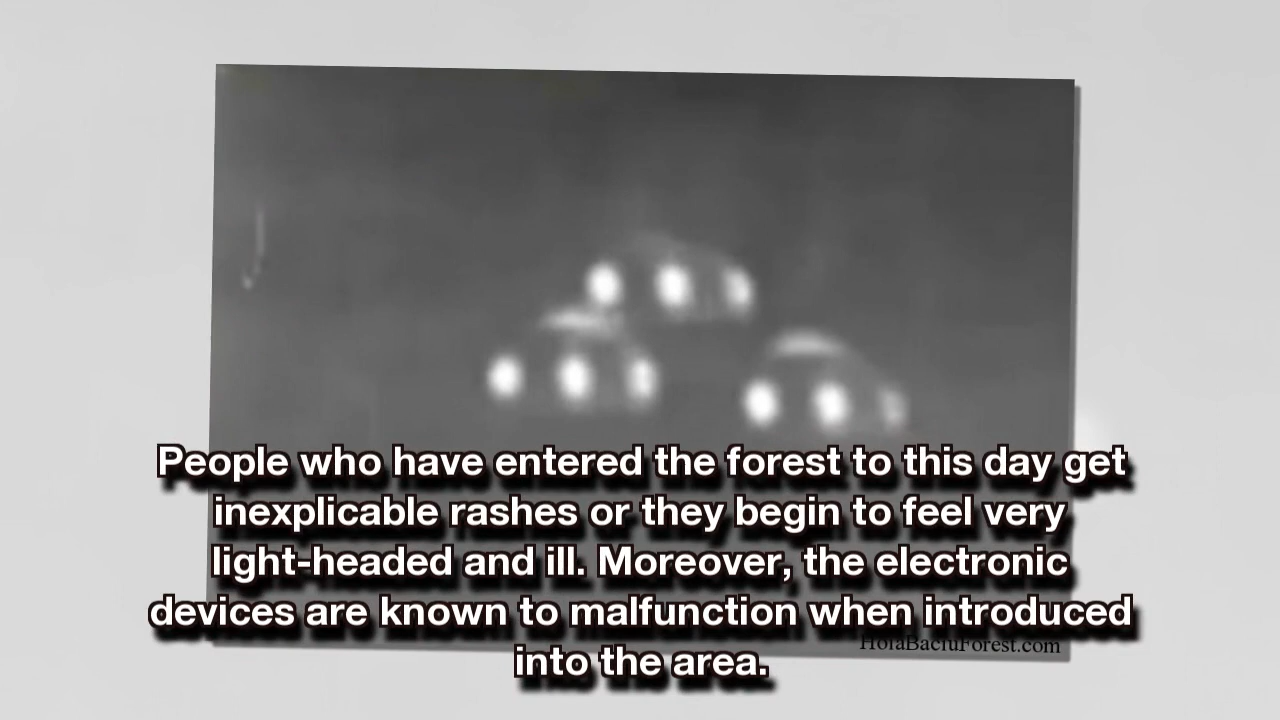 People who have entered the forest to this day get
inexplicable rashes or they begin to feel very
light-headed and ill. Moreover, the electronic
devices are known to malfunction when introduced
HoiaBaciuForest.com
into the area.